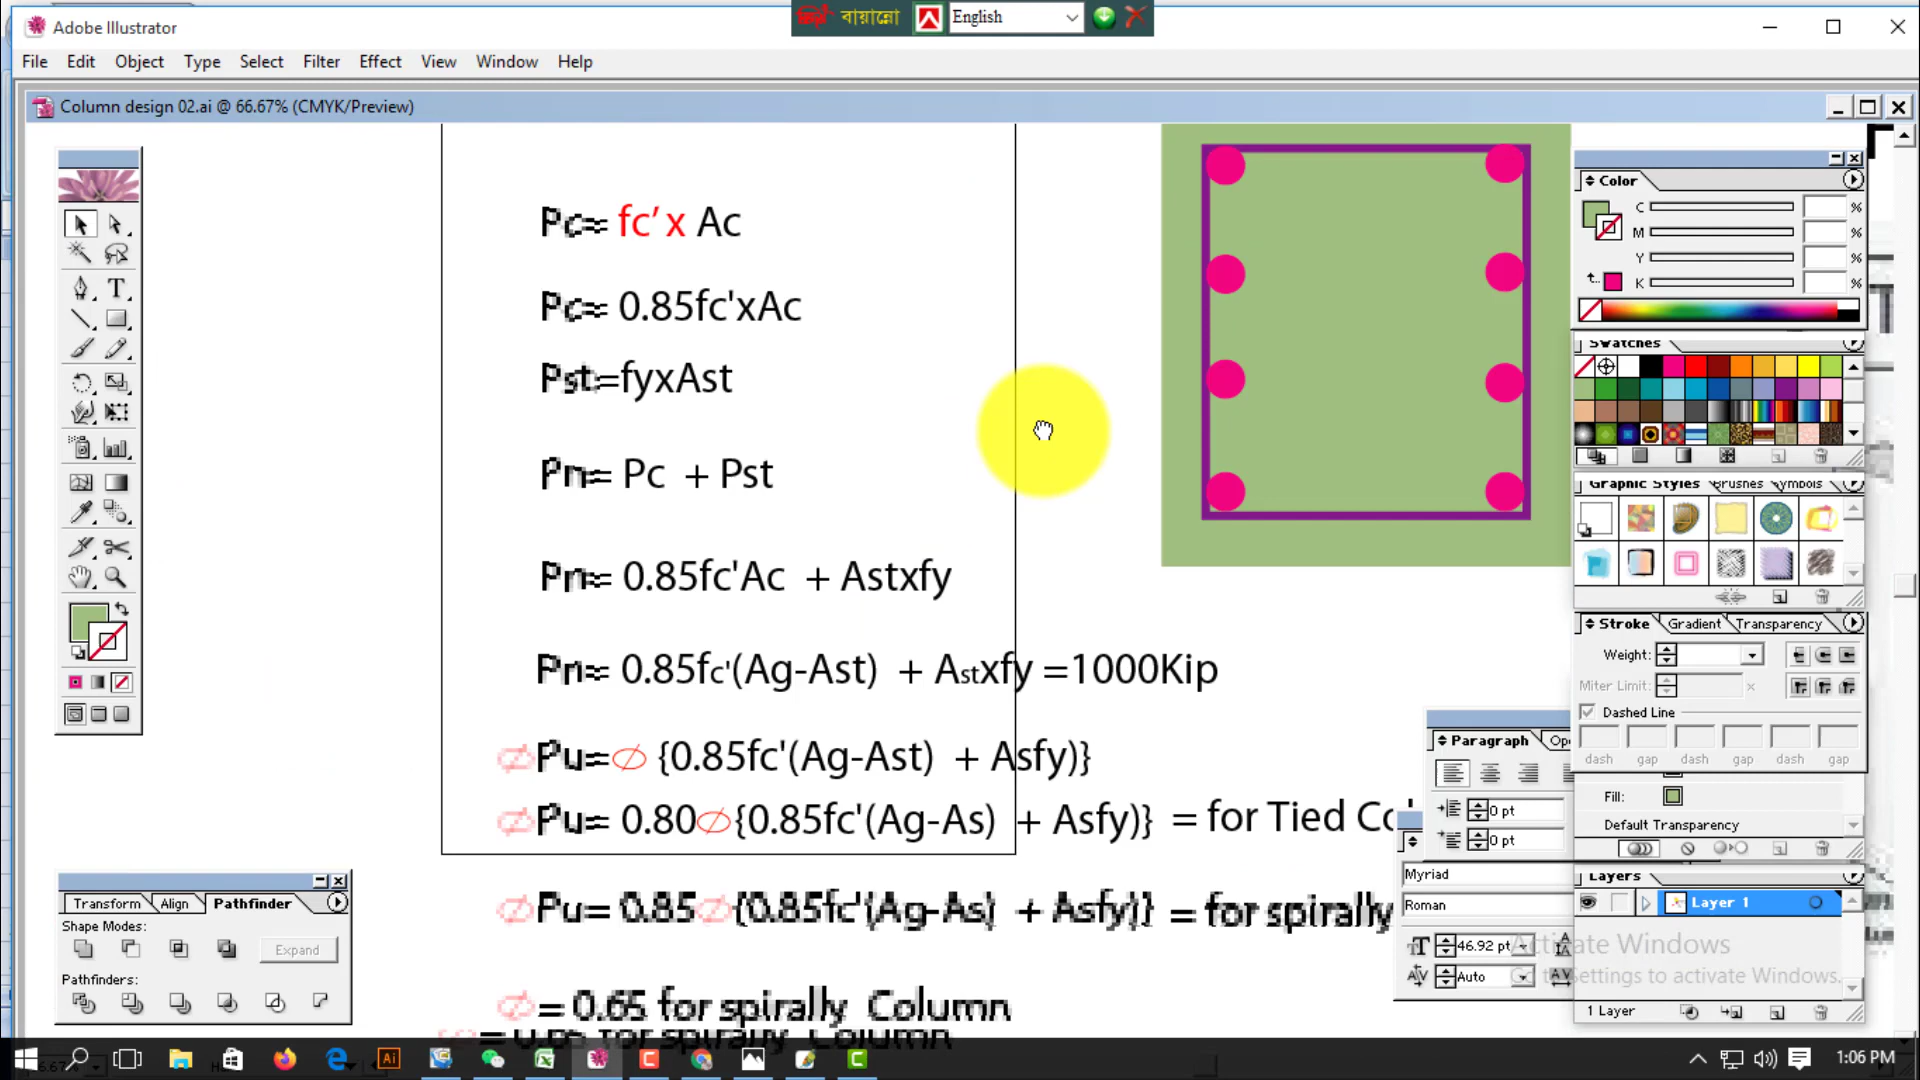 Adobe Illustrator
বায়ান্নো
English
File Edit Object Type Select Filter Effect View Window Help
Column design 02.ai @ 66.67% (CMYK/Preview)
Pc= fc' x Ac
Pc= 0.85fc'xAc
Pst=fyxAst
Pn= Pc + Pst
Pn= 0.85fc'Ac + Astxfy
Pn= 0.85fc'(Ag-Ast) + Astxfy =1000Kip
∅Pu=∅ {0.85fc'(Ag-Ast) + Asfy)}
∅Pu= 0.80∅{0.85fc'(Ag-As) + Asfy)} = for Tied Co
∅Pu= 0.85∅{0.85fc'(Ag-As) + Asfy)} = for spirally
∅= 0.65 for spirally Column
= 0.65 for spirally Column
Color
C %
M %
Y %
K %
Swatches
Graphic Styles Brushes Symbols
Stroke Gradient Transparency
Weight:
Miter Limit: x
Dashed Line
dash gap dash gap dash gap
Fill:
Default Transparency
Paragraph Ope
0 pt
0 pt
Myriad
Roman
46.92 pt
Auto
Layers
Layer 1
1 Layer
Activate Windows
Go to Settings to activate Windows.
Transform Align Pathfinder
Shape Modes:
Expand
Pathfinders:
1:06 PM